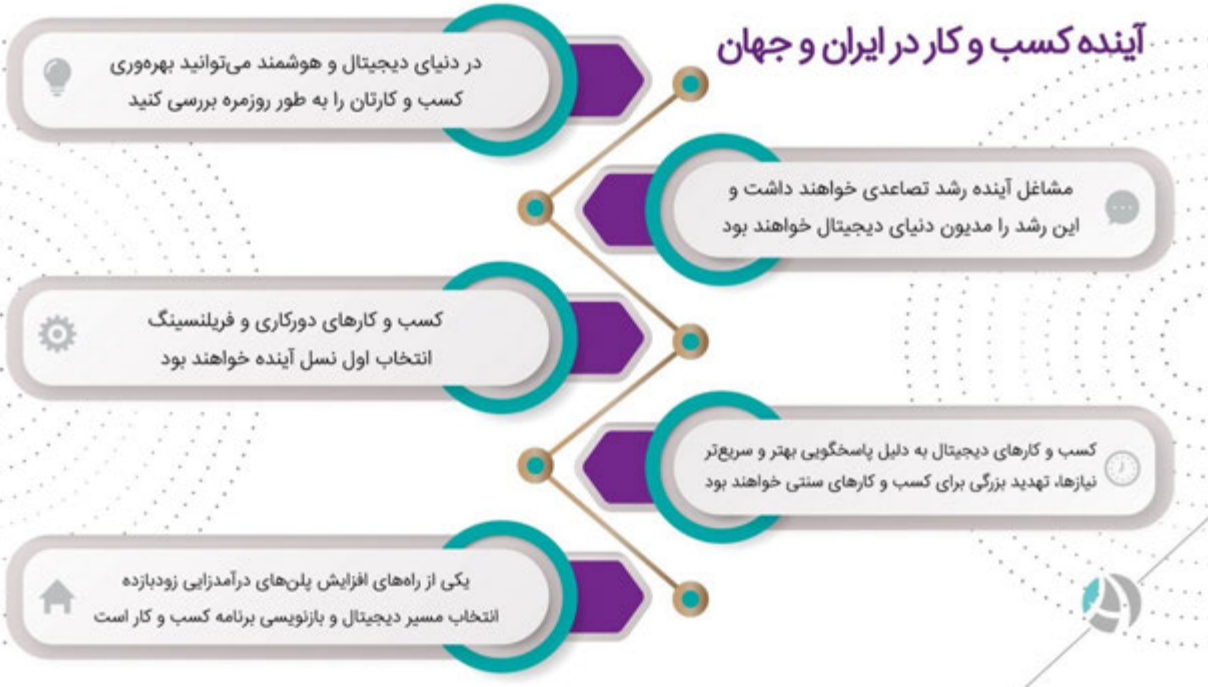 آینده کسب و کار در ایران و جهان
در دنیای دیجیتال و هوشمند می‌توانید بهره‌وری
کسب و کارتان را به طور روزمره بررسی کنید
مشاغل آینده رشد تصاعدی خواهند داشت و
این رشد را مدیون دنیای دیجیتال خواهند بود
کسب و کارهای دورکاری و فریلنسینگ
انتخاب اول نسل آینده خواهند بود
کسب و کارهای دیجیتال به دلیل پاسخگویی بهتر و سریع‌تر
نیازها، تهدید بزرگی برای کسب و کارهای سنتی خواهند بود
یکی از راه‌های افزایش پلن‌های درآمدزایی زودبازده
انتخاب مسیر دیجیتال و بازنویسی برنامه کسب و کار است